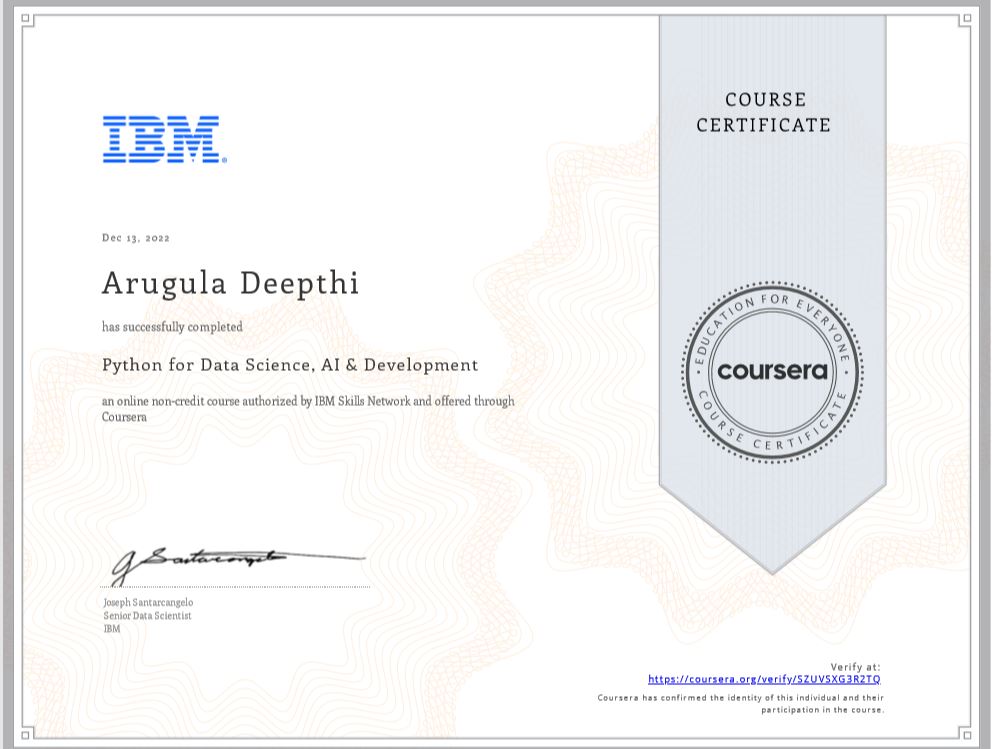 COURSE
CERTIFICATE
IBM®
Dec 13, 2022
Arugula Deepthi
has successfully completed
Python for Data Science, AI & Development
an online non-credit course authorized by IBM Skills Network and offered through
Coursera
EDUCATION FOR EVERYONE
coursera
COURSE CERTIFICATE
J Santarcangelo
Joseph Santarcangelo
Senior Data Scientist
IBM
Verify at:
https://coursera.org/verify/SZUVSXG3R2TQ
Coursera has confirmed the identity of this individual and their
participation in the course.